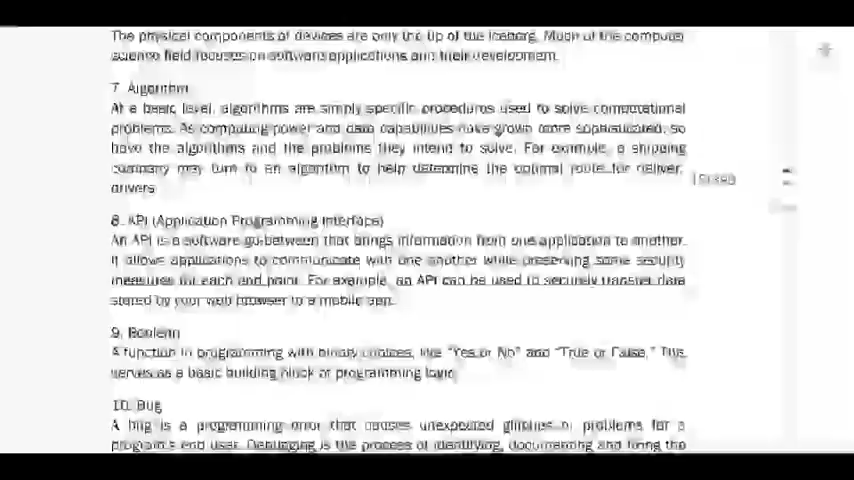 The physical components of devices are only the tip of the iceberg. Much of the computer
science field focuses on software applications and their development.
7. Algorithm
At a basic level, algorithms are simply specific procedures used to solve computational
problems. As computing power and data capabilities have grown more sophisticated, so
have the algorithms and the problems they intend to solve. For example, a shipping
company may turn to an algorithm to help determine the optimal route for delivery
drivers.
8. API (Application Programming Interface)
An API is a software go-between that brings information from one application to another.
It allows applications to communicate with one another while preserving some security
measures for each end point. For example, an API can be used to securely transfer data
stored by your web browser to a mobile app.
9. Boolean
A function in programming with binary choices, like "Yes or No" and "True or False." This
serves as a basic building block of programming logic.
10. Bug
A bug is a programming error that causes unexpected glitches or problems for a
program's end user. Debugging is the process of identifying, documenting and fixing the